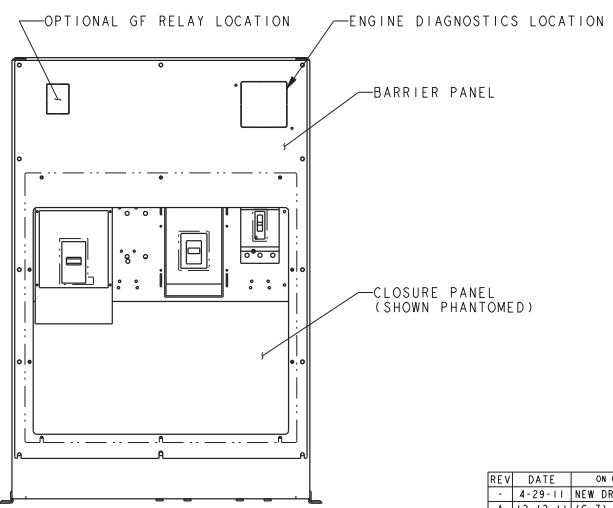 OPTIONAL GF RELAY LOCATION
ENGINE DIAGNOSTICS LOCATION
BARRIER PANEL
CLOSURE PANEL
(SHOWN PHANTOMED)
REV DATE ON
- 4-29-11 NEW DR